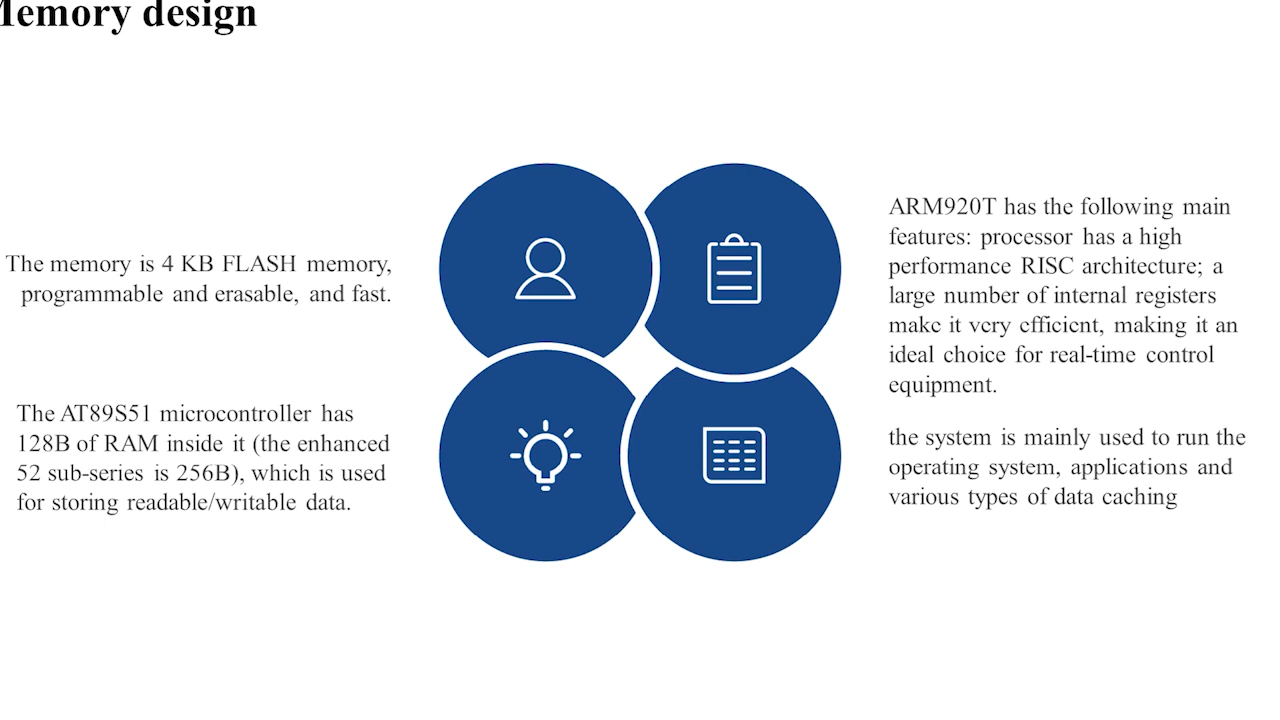 Memory design
The memory is 4 KB FLASH memory,
programmable and erasable, and fast.
The AT89S51 microcontroller has
128B of RAM inside it (the enhanced
52 sub-series is 256B), which is used
for storing readable/writable data.
ARM920T has the following main
features: processor has a high
performance RISC architecture; a
large number of internal registers
make it very efficient, making it an
ideal choice for real-time control
equipment.
the system is mainly used to run the
operating system, applications and
various types of data caching